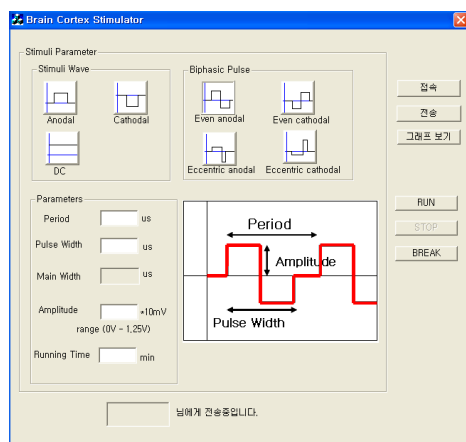 Brain Cortex Stimulator
Stimuli Parameter
Stimuli Wave
Anodal
Cathodal
DC
Biphasic Pulse
Even anodal
Even cathodal
Eccentric anodal
Eccentric cathodal
접속
전송
그래프 보기
Parameters
Period
us
Pulse Width
us
Main Width
us
Amplitude
*10mV
range (0V - 1.25V)
Running Time
min
Period
Amplitude
Pulse Width
RUN
STOP
BREAK
님에게 전송중입니다.